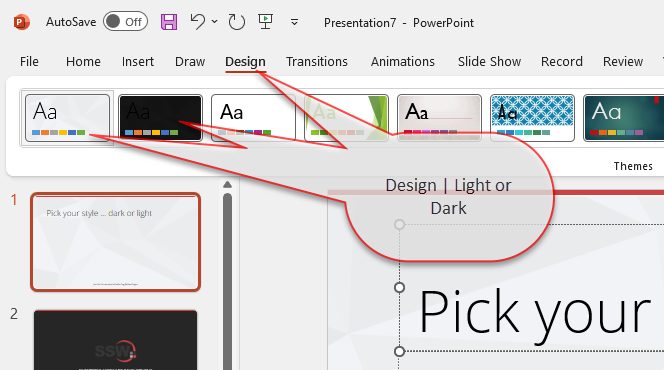 AutoSave Off Presentation7 - PowerPoint
File Home Insert Draw Design Transitions Animations Slide Show Record Review
Aa Aa Aa Aa Aa Aa Aa
Themes
Design | Light or
Dark
1
Pick your style ... dark or light
2
SSW
Pick your